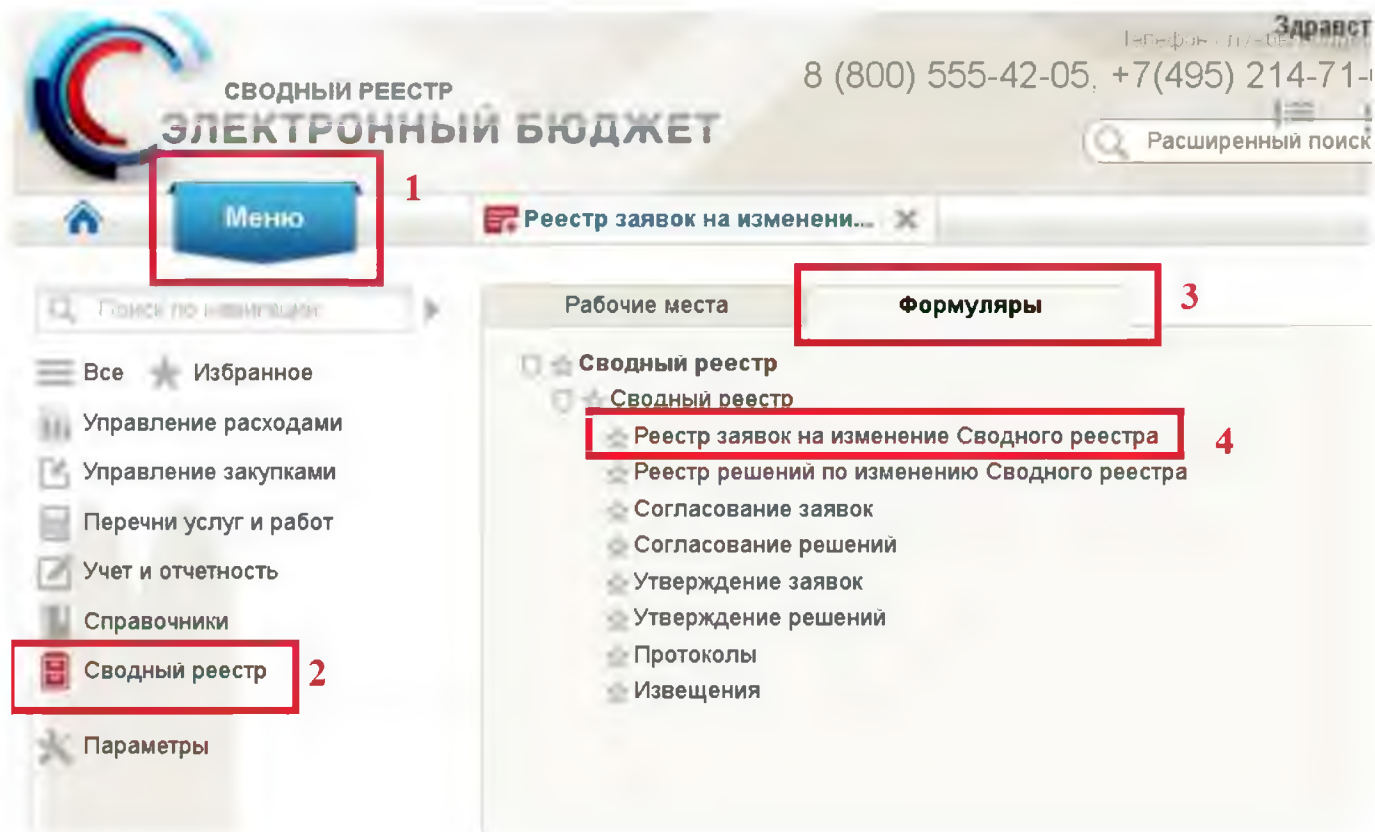 Здравст
8 (800) 555-42-05, +7(495) 214-71-
СВОДНЫЙ РЕЕСТР
ЭЛЕКТРОННЫЙ БЮДЖЕТ
Расширенный поиск
1
Меню
Реестр заявок на изменени...
Поиск по навигации
Рабочие места
Формуляры
3
Все
Избранное
Управление расходами
Управление закупками
Перечни услуг и работ
Учет и отчетность
Справочники
Сводный реестр
2
Параметры
Сводный реестр
Сводный реестр
Реестр заявок на изменение Сводного реестра
4
Реестр решений по изменению Сводного реестра
Согласование заявок
Согласование решений
Утверждение заявок
Утверждение решений
Протоколы
Извещения